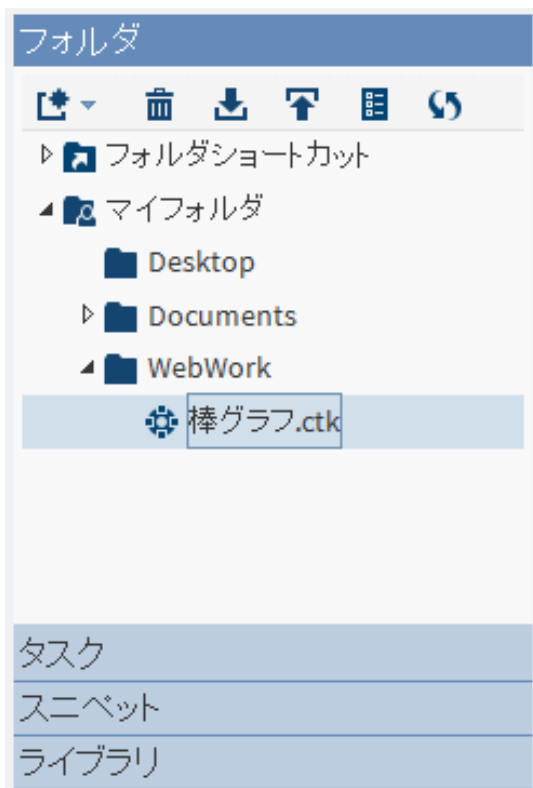 フォルダ
フォルダショートカット
マイフォルダ
Desktop
Documents
WebWork
棒グラフ.ctk
タスク
スニペット
ライブラリ